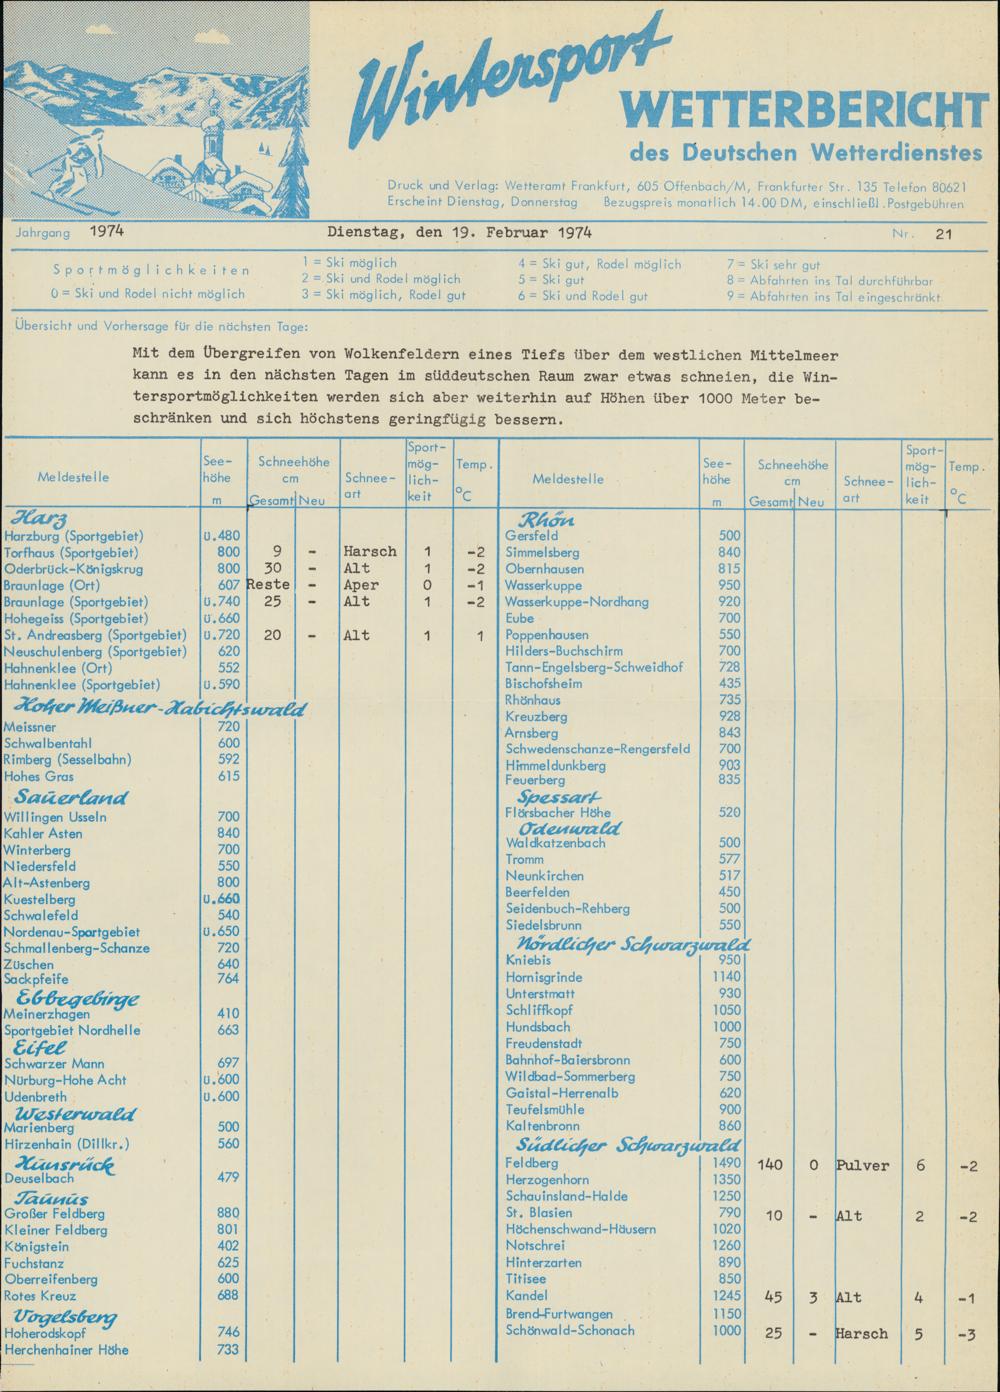 Wintersport
WETTERBERICHT
des Deutschen Wetterdienstes
Druck und Verlag: Wetteramt Frankfurt, 605 Offenbach/M, Frankfurter Str. 135 Telefon 80621
Erscheint Dienstag, Donnerstag Bezugspreis monatlich 14.00 DM, einschließl. Postgebühren
Jahrgang 1974 Dienstag, den 19. Februar 1974 Nr. 21
Sportmöglichkeiten
0 = Ski und Rodel nicht möglich
1 = Ski möglich
2 = Ski und Rodel möglich
3 = Ski möglich, Rodel gut
4 = Ski gut, Rodel möglich
5 = Ski gut
6 = Ski und Rodel gut
7 = Ski sehr gut
8 = Abfahrten ins Tal durchführbar
9 = Abfahrten ins Tal eingeschränkt
Übersicht und Vorhersage für die nächsten Tage:
Mit dem Übergreifen von Wolkenfeldern eines Tiefs über dem westlichen Mittelmeer
kann es in den nächsten Tagen im süddeutschen Raum zwar etwas schneien, die Win-
tersportmöglichkeiten werden sich aber weiterhin auf Höhen über 1000 Meter be-
schränken und sich höchstens geringfügig bessern.
Meldestelle See-höhe m Schneehöhe cm Gesamt Neu Schnee-art Sport-mög-lich-keit Temp. °C
Harz
Harzburg (Sportgebiet) ü.480
Torfhaus (Sportgebiet) 800 9 - Harsch 1 -2
Oderbrück-Königskrug 800 30 - Alt 1 -2
Braunlage (Ort) 607 Reste - Aper 0 -1
Braunlage (Sportgebiet) ü.740 25 - Alt 1 -2
Hohegeiss (Sportgebiet) ü.660
St. Andreasberg (Sportgebiet) ü.720 20 - Alt 1 1
Neuschulenberg (Sportgebiet) 620
Hahnenklee (Ort) 552
Hahnenklee (Sportgebiet) ü.590
Hoher Meißner-Habichtswald
Meissner 720
Schwalbentahl 600
Rimberg (Sesselbahn) 592
Hohes Gras 615
Sauerland
Willingen Usseln 700
Kahler Asten 840
Winterberg 700
Niedersfeld 550
Alt-Astenberg 800
Kuestelberg ü.660
Schwalefeld 540
Nordenau-Sportgebiet ü.650
Schmallenberg-Schanze 720
Züschen 640
Sackpfeife 764
Ebbegebirge
Meinerzhagen 410
Sportgebiet Nordhelle 663
Eifel
Schwarzer Mann 697
Nürburg-Hohe Acht ü.600
Udenbreth ü.600
Westerwald
Marienberg 500
Hirzenhain (Dillkr.) 560
Hunsrück
Deuselbach 479
Taunus
Großer Feldberg 880
Kleiner Feldberg 801
Königstein 402
Fuchstanz 625
Oberreifenberg 600
Rotes Kreuz 688
Vogelsberg
Hoherodskopf 746
Herchenhainer Höhe 733
Meldestelle See-höhe m Schneehöhe cm Gesamt Neu Schnee-art Sport-mög-lich-keit Temp. °C
Rhön
Gersfeld 500
Simmelsberg 840
Obernhausen 815
Wasserkuppe 950
Wasserkuppe-Nordhang 920
Eube 700
Poppenhausen 550
Hilders-Buchschirm 700
Tann-Engelsberg-Schweidhof 728
Bischofsheim 435
Rhönhaus 735
Kreuzberg 928
Arnsberg 843
Schwedenschanze-Rengersfeld 700
Himmeldunkberg 903
Feuerberg 835
Spessart
Flörsbacher Höhe 520
Odenwald
Waldkatzenbach 500
Tromm 577
Neunkirchen 517
Beerfelden 450
Seidenbuch-Rehberg 500
Siedelsbrunn 550
Nördlicher Schwarzwald
Kniebis 950
Hornisgrinde 1140
Unterstmatt 930
Schliffkopf 1050
Hundsbach 1000
Freudenstadt 750
Bahnhof-Baiersbronn 600
Wildbad-Sommerberg 750
Gaistal-Herrenalb 620
Teufelsmühle 900
Kaltenbronn 860
Südlicher Schwarzwald
Feldberg 1490 140 0 Pulver 6 -2
Herzogenhorn 1350
Schauinsland-Halde 1250
St. Blasien 790 10 - Alt 2 -2
Höchenschwand-Häusern 1020
Notschrei 1260
Hinterzarten 890
Titisee 850
Kandel 1245 45 3 Alt 4 -1
Brend-Furtwangen 1150
Schönwald-Schonach 1000 25 - Harsch 5 -3